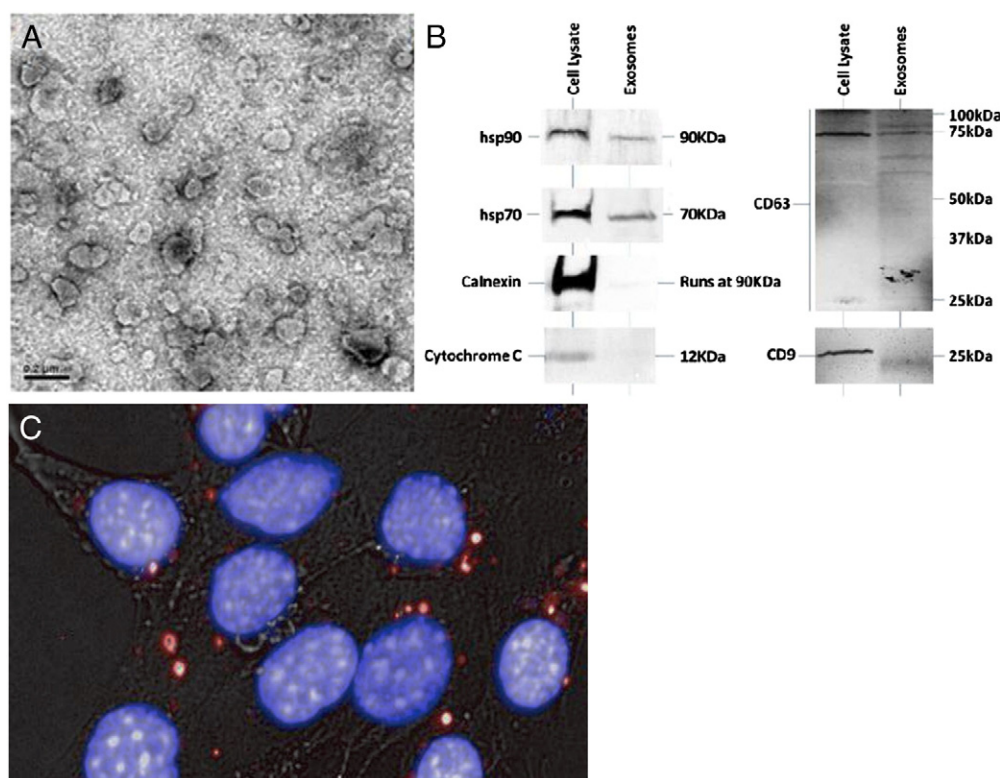 A
0.2 µm
B
Cell Lysate
Exosomes
hsp90
90KDa
hsp70
70KDa
Calnexin
Runs at 90KDa
Cytochrome C
12KDa
Cell Lysate
Exosomes
100kDa
75kDa
CD63
50kDa
37kDa
25kDa
CD9
25kDa
C